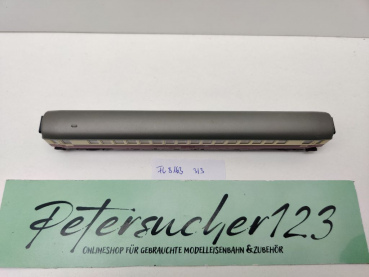 Petersucher123
ONLINESHOP FÜR GEBRAUCHTE MODELLEISENBAHN &ZUBEHÖR